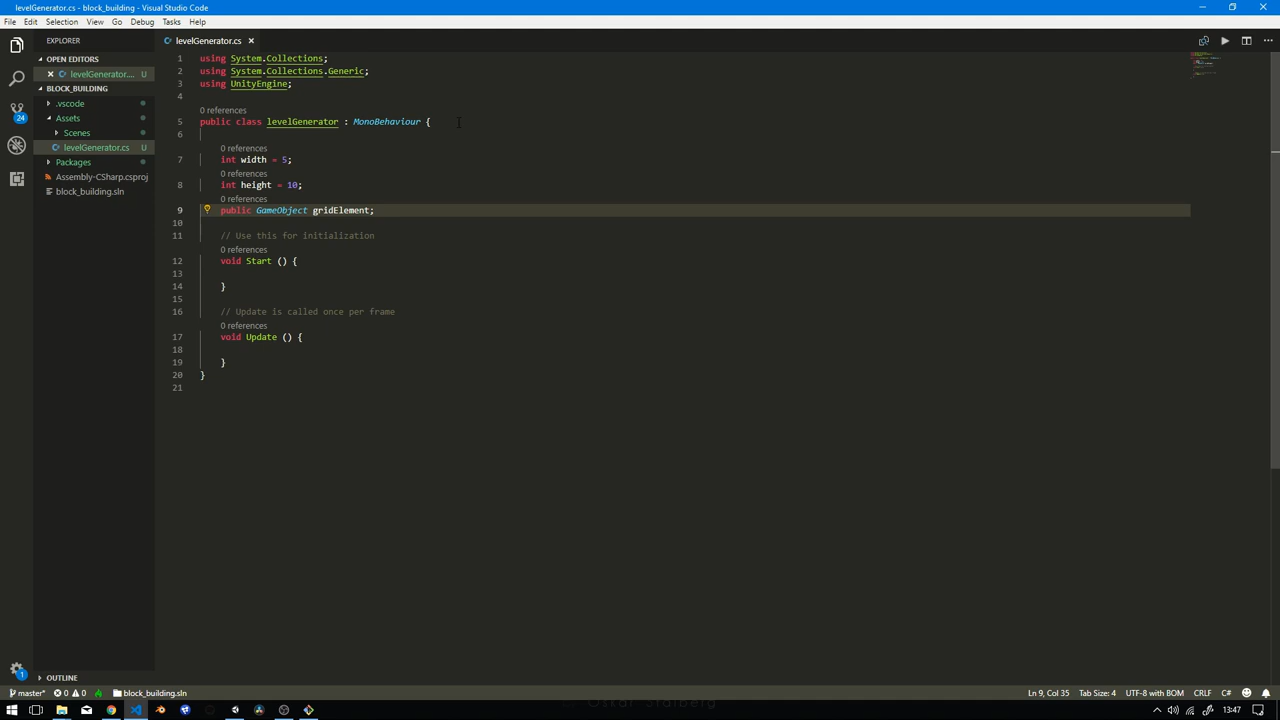 levelGenerator.cs - block_building - Visual Studio Code
File Edit Selection View Go Debug Tasks Help
EXPLORER
OPEN EDITORS
levelGenerator.... U
BLOCK_BUILDING
.vscode
Assets
Scenes
levelGenerator.cs U
Packages
Assembly-CSharp.csproj
block_building.sln
OUTLINE
24
1
levelGenerator.cs
1 using System.Collections;
2 using System.Collections.Generic;
3 using UnityEngine;
4
0 references
5 public class levelGenerator : MonoBehaviour {
6
0 references
7 int width = 5;
0 references
8 int height = 10;
0 references
9 public GameObject gridElement;
10
11 // Use this for initialization
0 references
12 void Start () {
13
14 }
15
16 // Update is called once per frame
0 references
17 void Update () {
18
19 }
20 }
21
master* 0 0 block_building.sln
Ln 9, Col 35 Tab Size: 4 UTF-8 with BOM CRLF C#
Oskar Stalberg
13:47